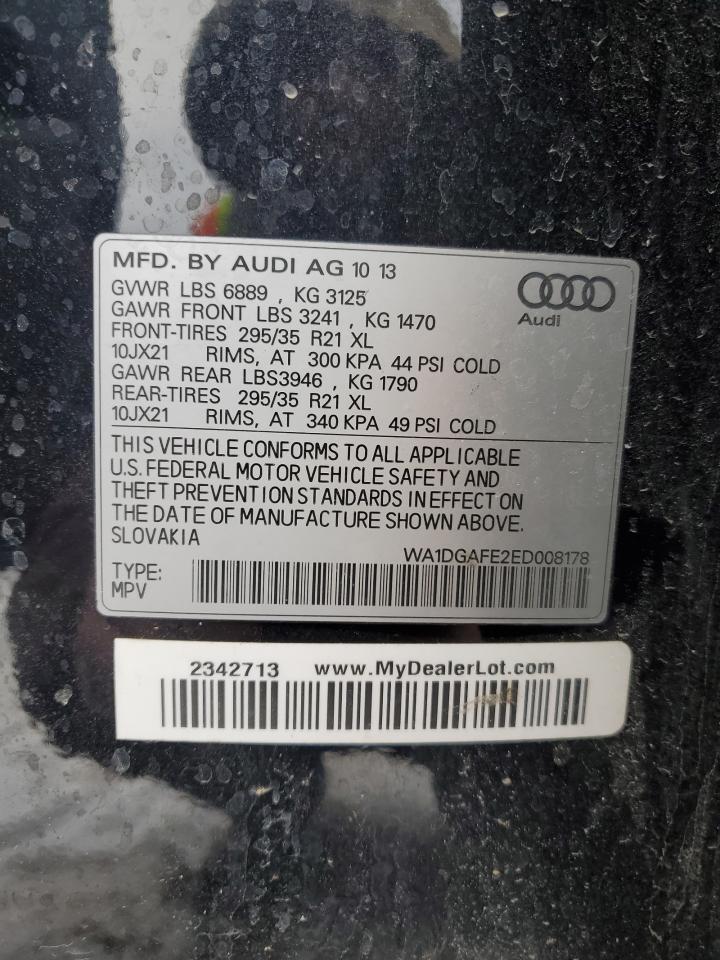 MFD. BY AUDI AG 10 13
Audi
GVWR LBS 6889 , KG 3125
GAWR FRONT LBS 3241 , KG 1470
FRONT-TIRES 295/35 R21 XL
10JX21 RIMS, AT 300 KPA 44 PSI COLD
GAWR REAR LBS3946 , KG 1790
REAR-TIRES 295/35 R21 XL
10JX21 RIMS, AT 340 KPA 49 PSI COLD
THIS VEHICLE CONFORMS TO ALL APPLICABLE
U.S. FEDERAL MOTOR VEHICLE SAFETY AND
THEFT PREVENTION STANDARDS IN EFFECT ON
THE DATE OF MANUFACTURE SHOWN ABOVE.
SLOVAKIA
WA1DGAFE2ED008178
TYPE:
MPV
2342713 www.MyDealerLot.com